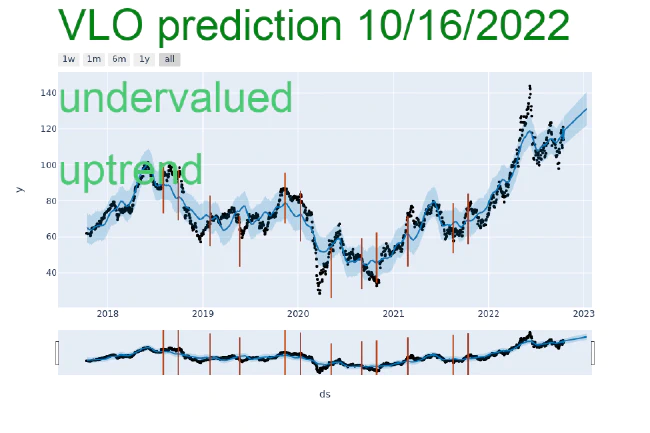 VLO prediction 10/16/2022
1w 1m 6m 1y all
undervalued
uptrend
140
120
100
80
60
40
y
2018 2019 2020 2021 2022 2023
ds